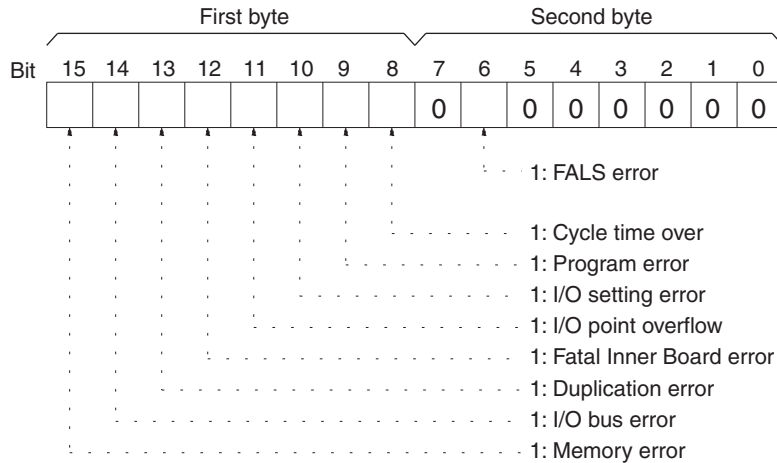 First byte Second byte
Bit 15 14 13 12 11 10 9 8 7 6 5 4 3 2 1 0
0 0 0 0 0 0 0
1: FALS error
1: Cycle time over
1: Program error
1: I/O setting error
1: I/O point overflow
1: Fatal Inner Board error
1: Duplication error
1: I/O bus error
1: Memory error